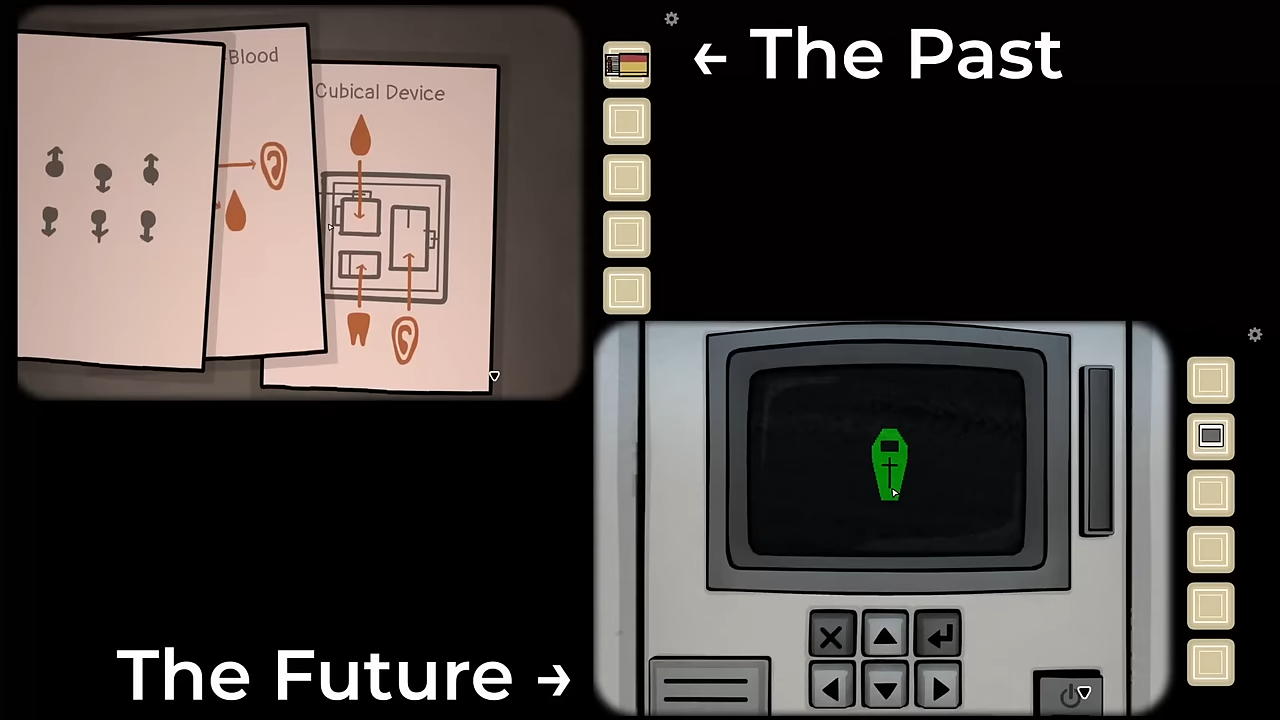 ← The Past
Blood
Cubical Device
The Future →